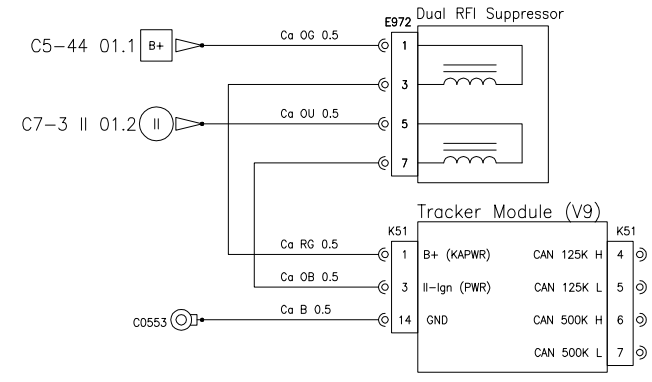 Dual RFI Suppressor
E972
C5-44 01.1 B+ Ca OG 0.5 1
3
C7-3 II 01.2 II Ca OU 0.5 5
7
Tracker Module (V9)
K51 K51
Ca RG 0.5 1 B+ (KAPWR) CAN 125K H 4
Ca OB 0.5 3 II-Ign (PWR) CAN 125K L 5
C0553 Ca B 0.5 14 GND CAN 500K H 6
CAN 500K L 7